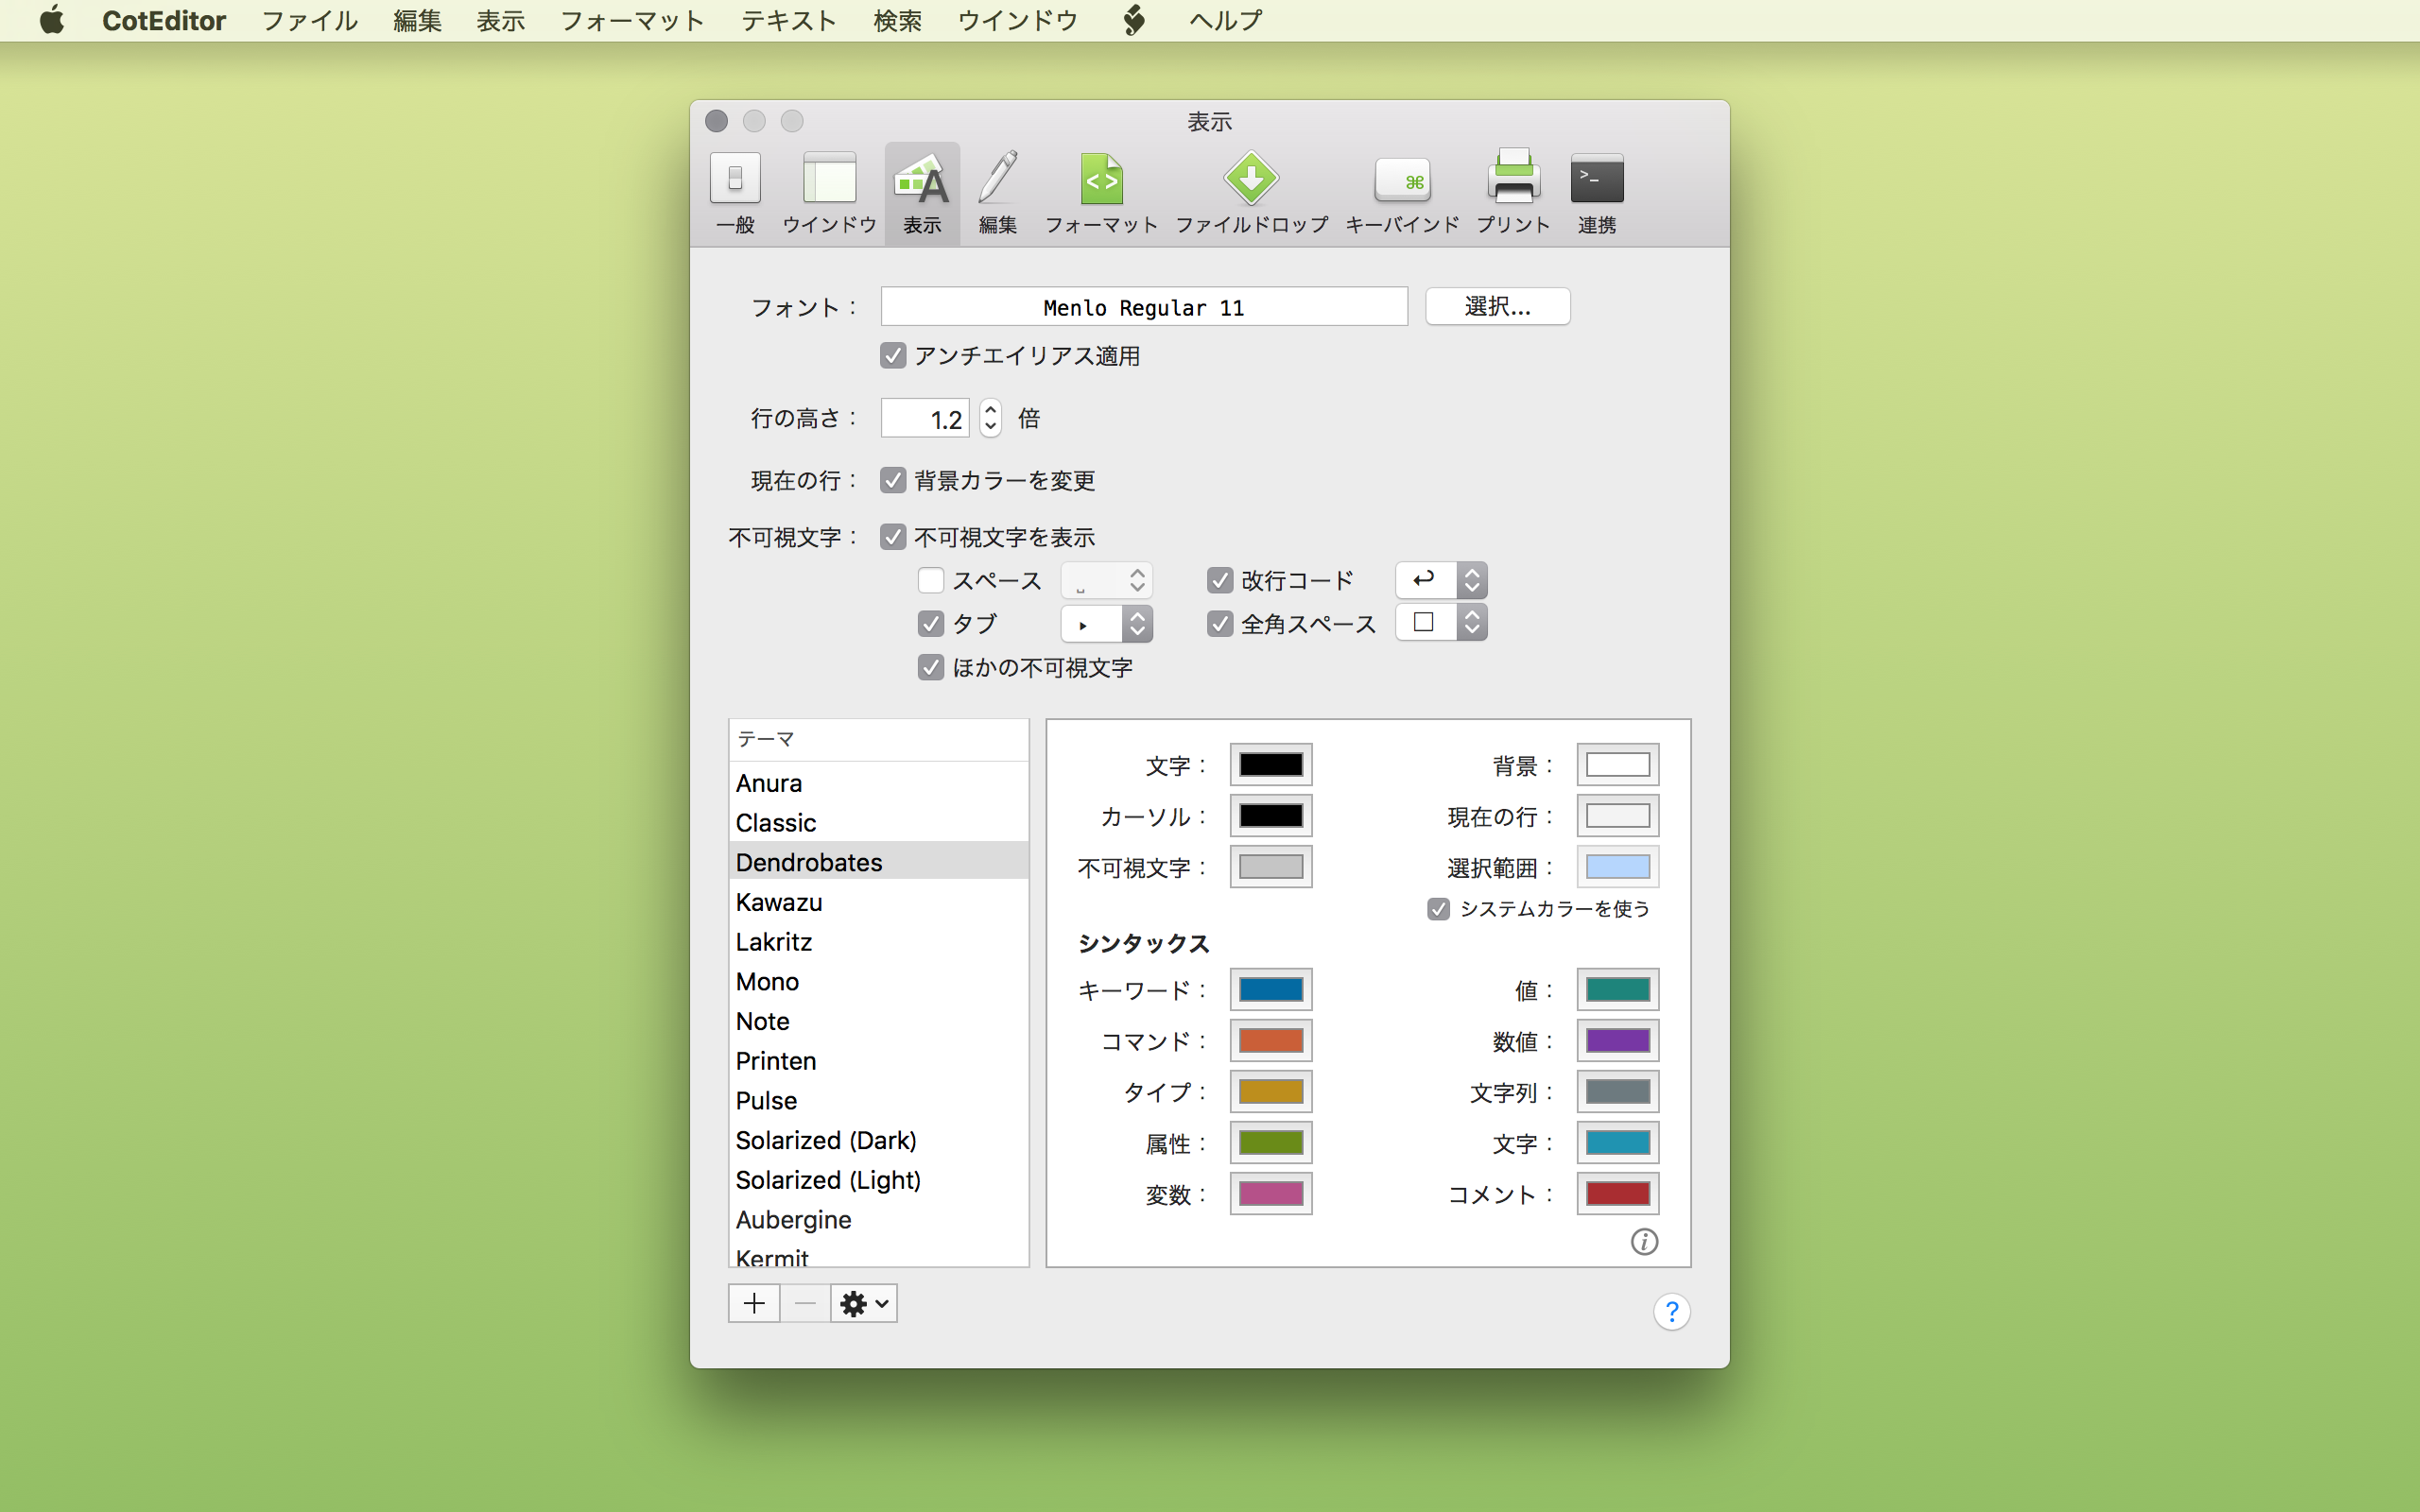 CotEditor ファイル 編集 表示 フォーマット テキスト 検索 ウインドウ ヘルプ
表示
一般 ウインドウ 表示 編集 フォーマット ファイルドロップ キーバインド プリント 連携
フォント： Menlo Regular 11 選択...
アンチエイリアス適用
行の高さ： 1.2 倍
現在の行： 背景カラーを変更
不可視文字： 不可視文字を表示
スペース ␣ 改行コード ↩
タブ ▸ 全角スペース □
ほかの不可視文字
テーマ
Anura
Classic
Dendrobates
Kawazu
Lakritz
Mono
Note
Printen
Pulse
Solarized (Dark)
Solarized (Light)
Aubergine
Kermit
文字： 背景：
カーソル： 現在の行：
不可視文字： 選択範囲：
システムカラーを使う
シンタックス
キーワード： 値：
コマンド： 数値：
タイプ： 文字列：
属性： 文字：
変数： コメント：
?